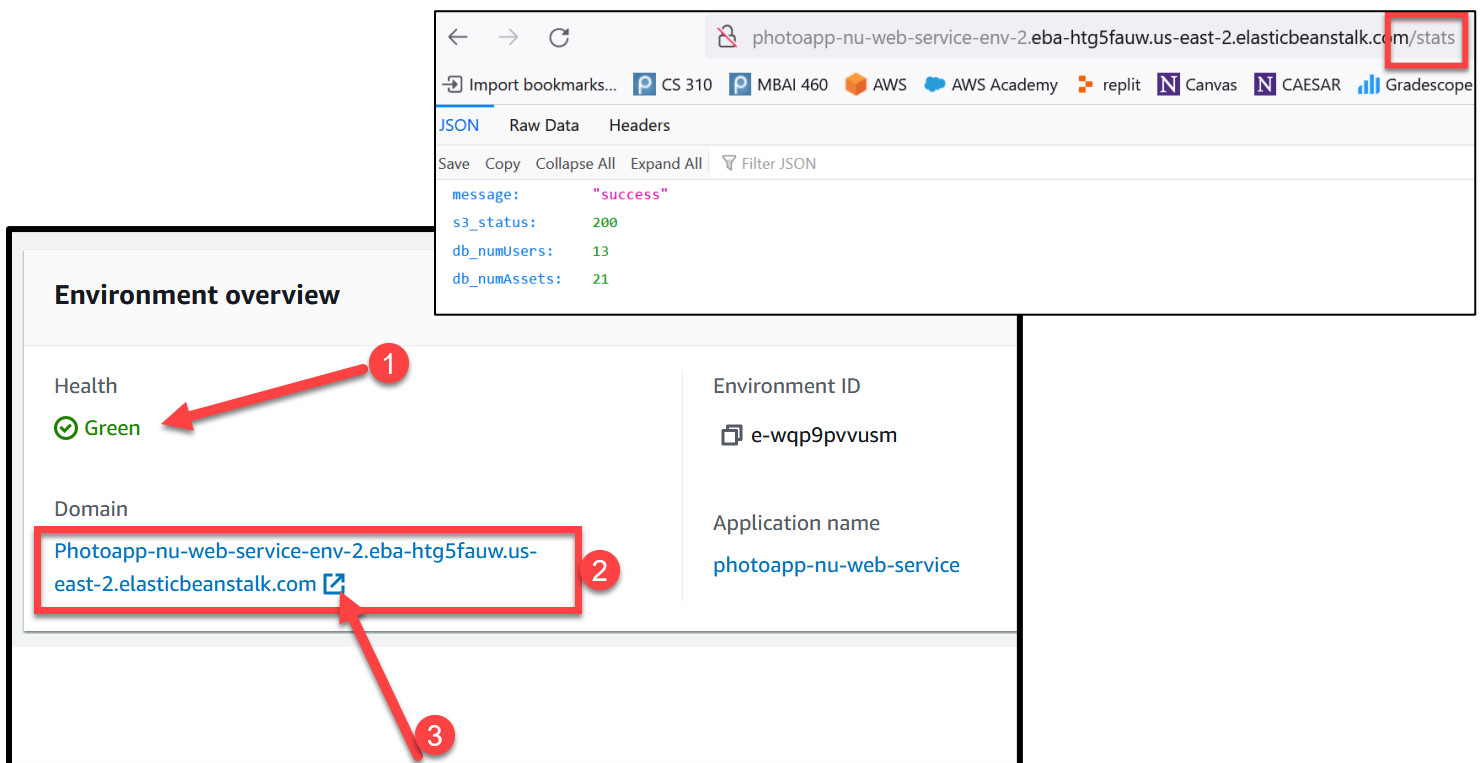 photoapp-nu-web-service-env-2.eba-htg5fauw.us-east-2.elasticbeanstalk.com/stats
Import bookmarks... CS 310 MBAI 460 AWS AWS Academy replit N Canvas N CAESAR Gradescope
JSON Raw Data Headers
Save Copy Collapse All Expand All Filter JSON
message: "success"
s3_status: 200
db_numUsers: 13
db_numAssets: 21
Environment overview
1
Health
Green
Environment ID
e-wqp9pvvusm
Domain
Photoapp-nu-web-service-env-2.eba-htg5fauw.us-
east-2.elasticbeanstalk.com
2
Application name
photoapp-nu-web-service
3